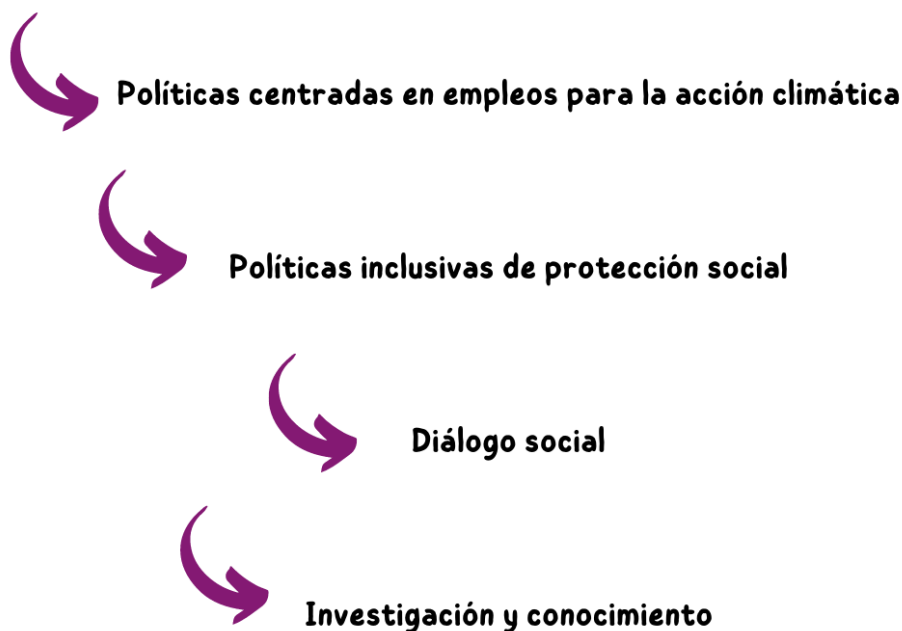 Políticas centradas en empleos para la acción climática
Políticas inclusivas de protección social
Diálogo social
Investigación y conocimiento